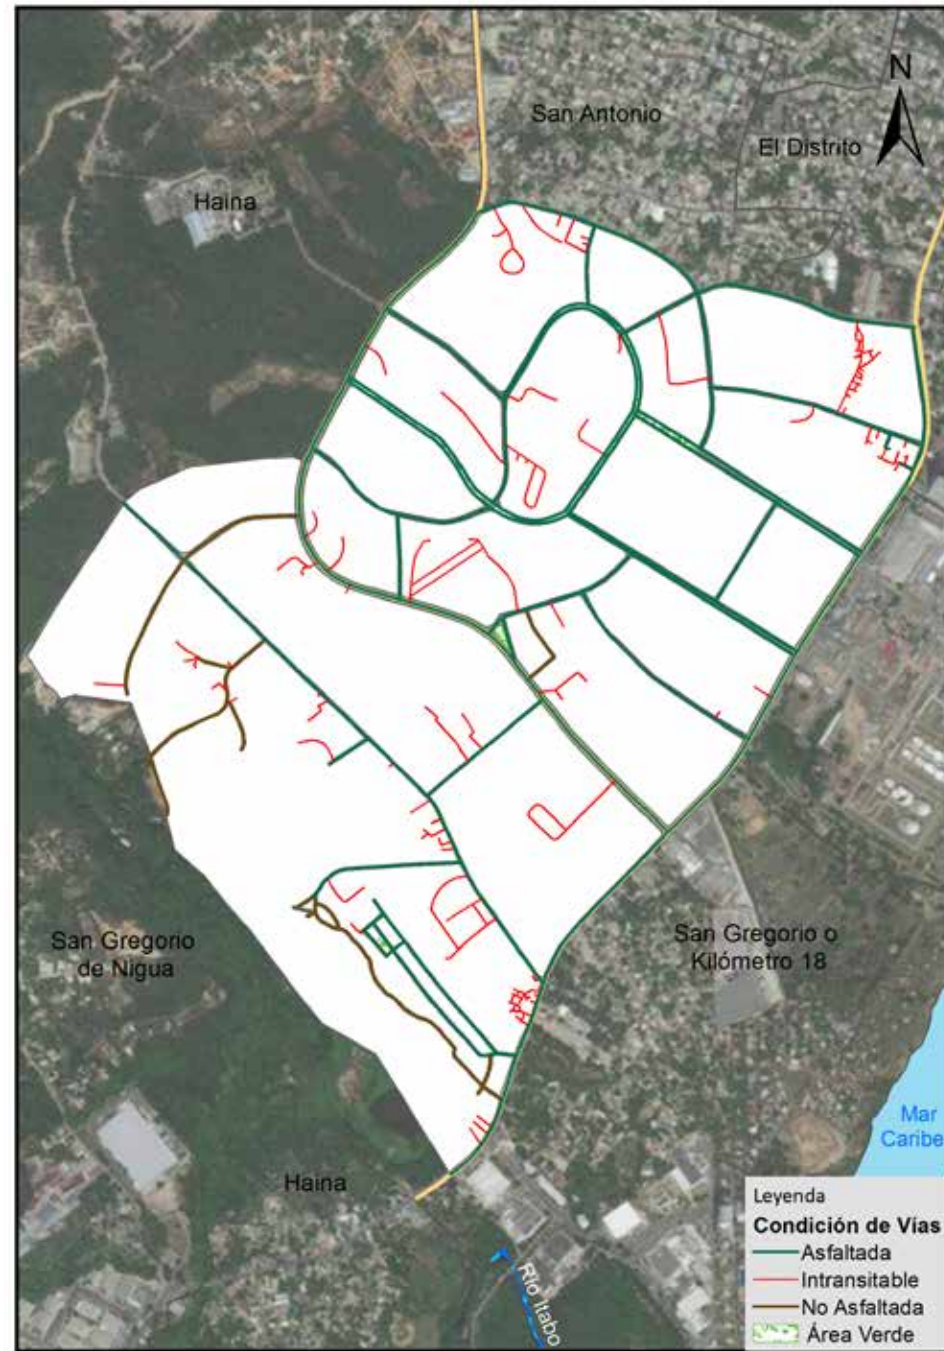 N
San Antonio
El Distrito
Haina
San Gregorio
de Nigua
San Gregorio o
Kilómetro 18
Mar
Caribe
Haina
Río Itabo
Leyenda
Condición de Vías
Asfaltada
Intransitable
No Asfaltada
Área Verde